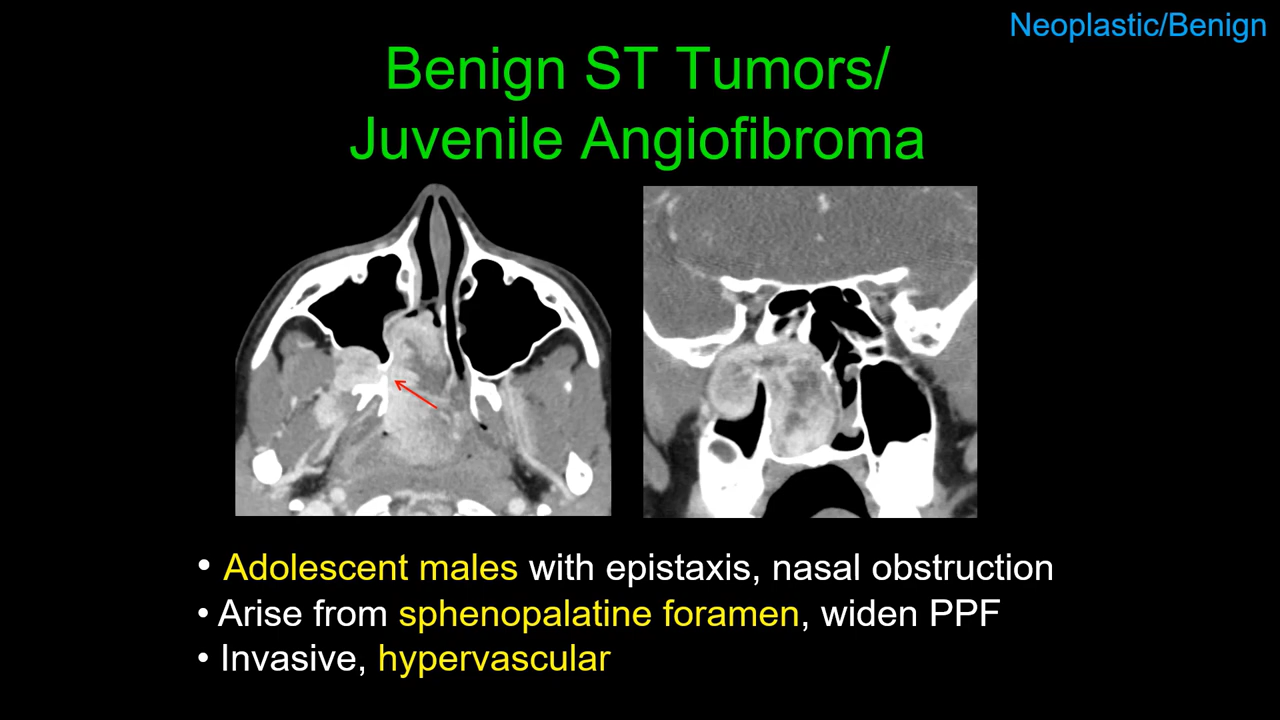 Neoplastic/Benign
Benign ST Tumors/
Juvenile Angiofibroma
• Adolescent males with epistaxis, nasal obstruction
• Arise from sphenopalatine foramen, widen PPF
• Invasive, hypervascular